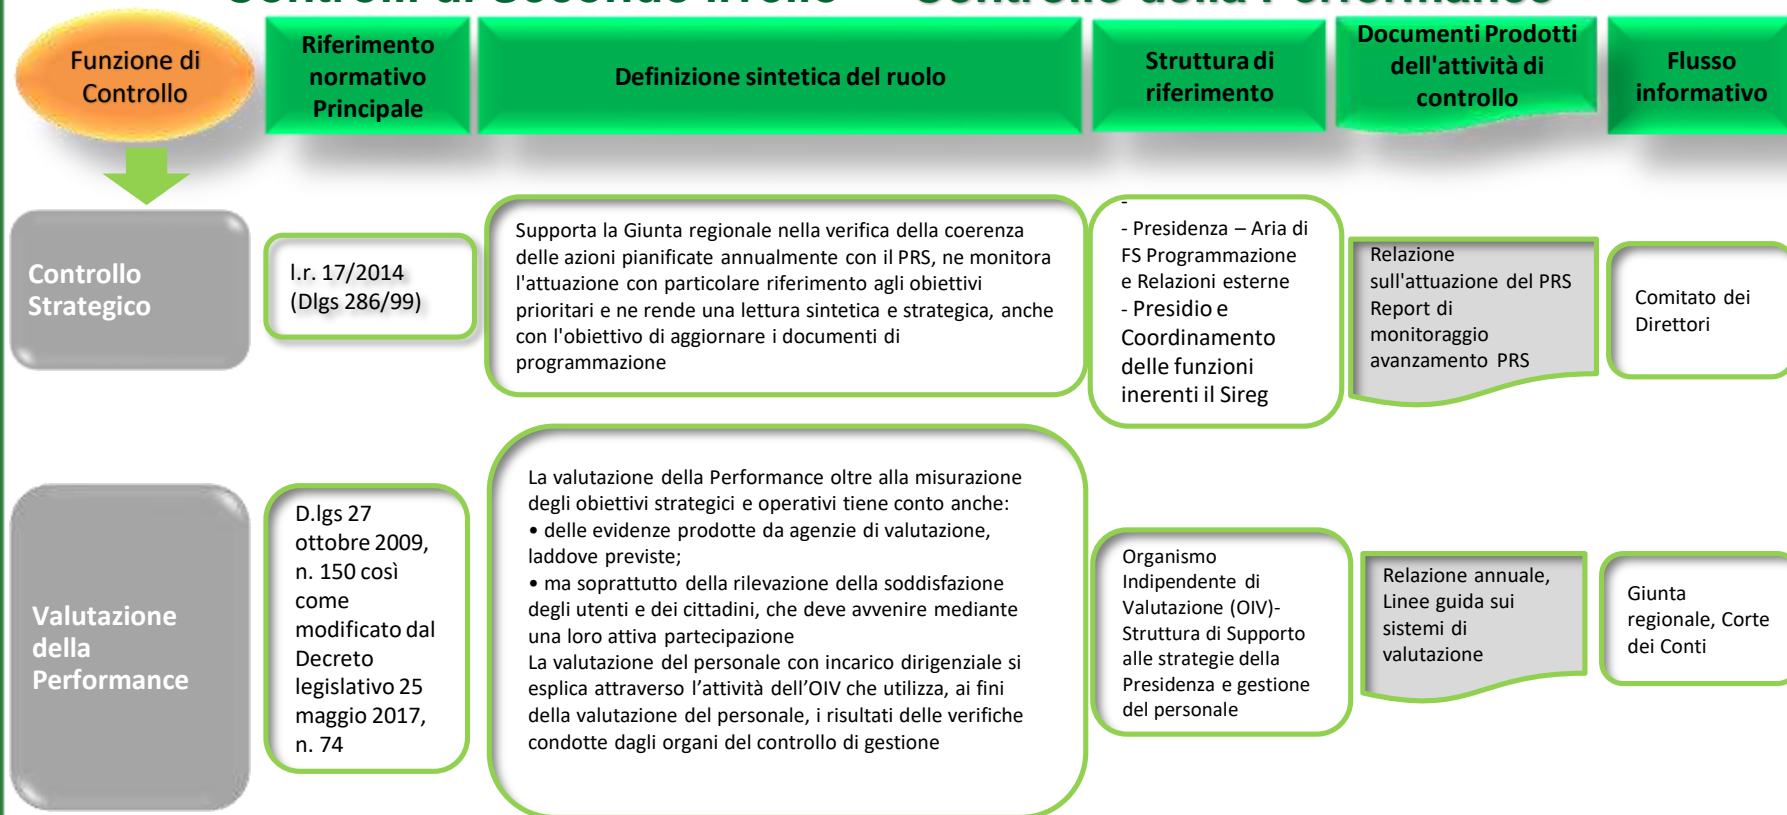 Controlli di Secondo livello Controllo della Performance
Funzione di
Controllo
Riferimento
normativo
Principale
Definizione sintetica del ruolo
Struttura di
riferimento
Documenti Prodotti
dell'attività di
controllo
Flusso
informativo
Controllo
Strategico
l.r. 17/2014
(Dlgs 286/99)
Supporta la Giunta regionale nella verifica della coerenza
delle azioni pianificate annualmente con il PRS, ne monitora
l'attuazione con particolare riferimento agli obiettivi
prioritari e ne rende una lettura sintetica e strategica, anche
con l'obiettivo di aggiornare i documenti di
programmazione
-
- Presidenza – Aria di
FS Programmazione
e Relazioni esterne
- Presidio e
Coordinamento
delle funzioni
inerenti il Sireg
Relazione
sull'attuazione del PRS
Report di
monitoraggio
avanzamento PRS
Comitato dei
Direttori
Valutazione
della
Performance
D.lgs 27
ottobre 2009,
n. 150 così
come
modificato dal
Decreto
legislativo 25
maggio 2017,
n. 74
La valutazione della Performance oltre alla misurazione
degli obiettivi strategici e operativi tiene conto anche:
• delle evidenze prodotte da agenzie di valutazione,
laddove previste;
• ma soprattutto della rilevazione della soddisfazione
degli utenti e dei cittadini, che deve avvenire mediante
una loro attiva partecipazione
La valutazione del personale con incarico dirigenziale si
esplica attraverso l’attività dell’OIV che utilizza, ai fini
della valutazione del personale, i risultati delle verifiche
condotte dagli organi del controllo di gestione
Organismo
Indipendente di
Valutazione (OIV)-
Struttura di Supporto
alle strategie della
Presidenza e gestione
del personale
Relazione annuale,
Linee guida sui
sistemi di
valutazione
Giunta
regionale, Corte
dei Conti